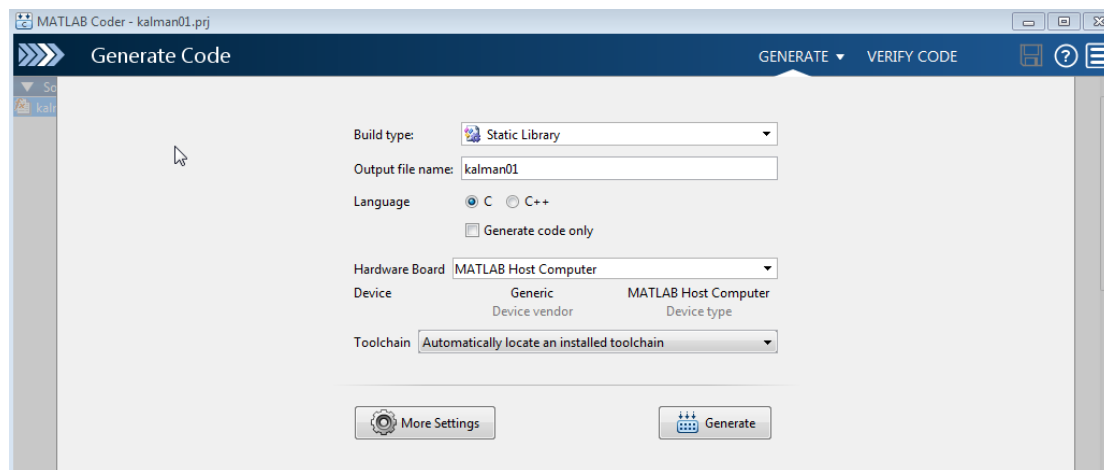 MATLAB Coder - kalman01.prj
Generate Code
GENERATE
VERIFY CODE
So
kalr
Build type:
Static Library
Output file name:
kalman01
Language
C
C++
Generate code only
Hardware Board
MATLAB Host Computer
Device
Generic
MATLAB Host Computer
Device vendor
Device type
Toolchain
Automatically locate an installed toolchain
More Settings
Generate